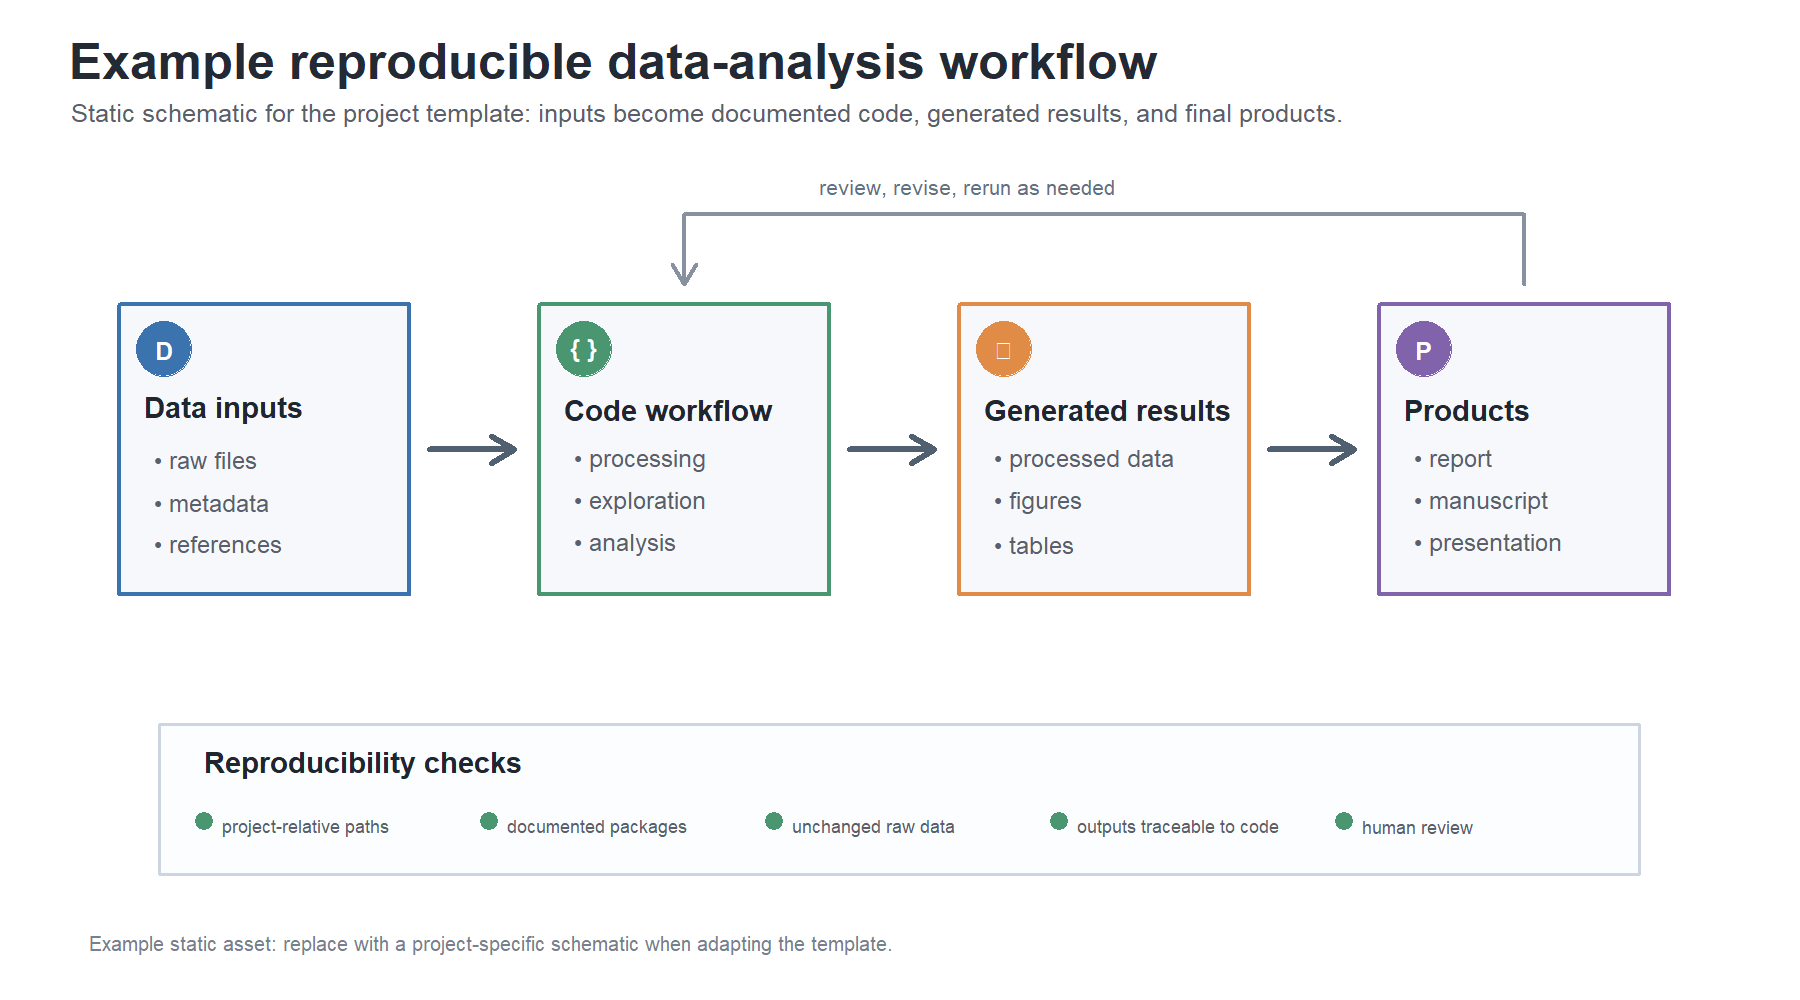 Example reproducible data-analysis workflow
Static schematic for the project template: inputs become documented code, generated results, and final products.
review, revise, rerun as needed
D
Data inputs
• raw files
• metadata
• references
{ }
Code workflow
• processing
• exploration
• analysis
Generated results
• processed data
• figures
• tables
P
Products
• report
• manuscript
• presentation
Reproducibility checks
project-relative paths
documented packages
unchanged raw data
outputs traceable to code
human review
Example static asset: replace with a project-specific schematic when adapting the template.